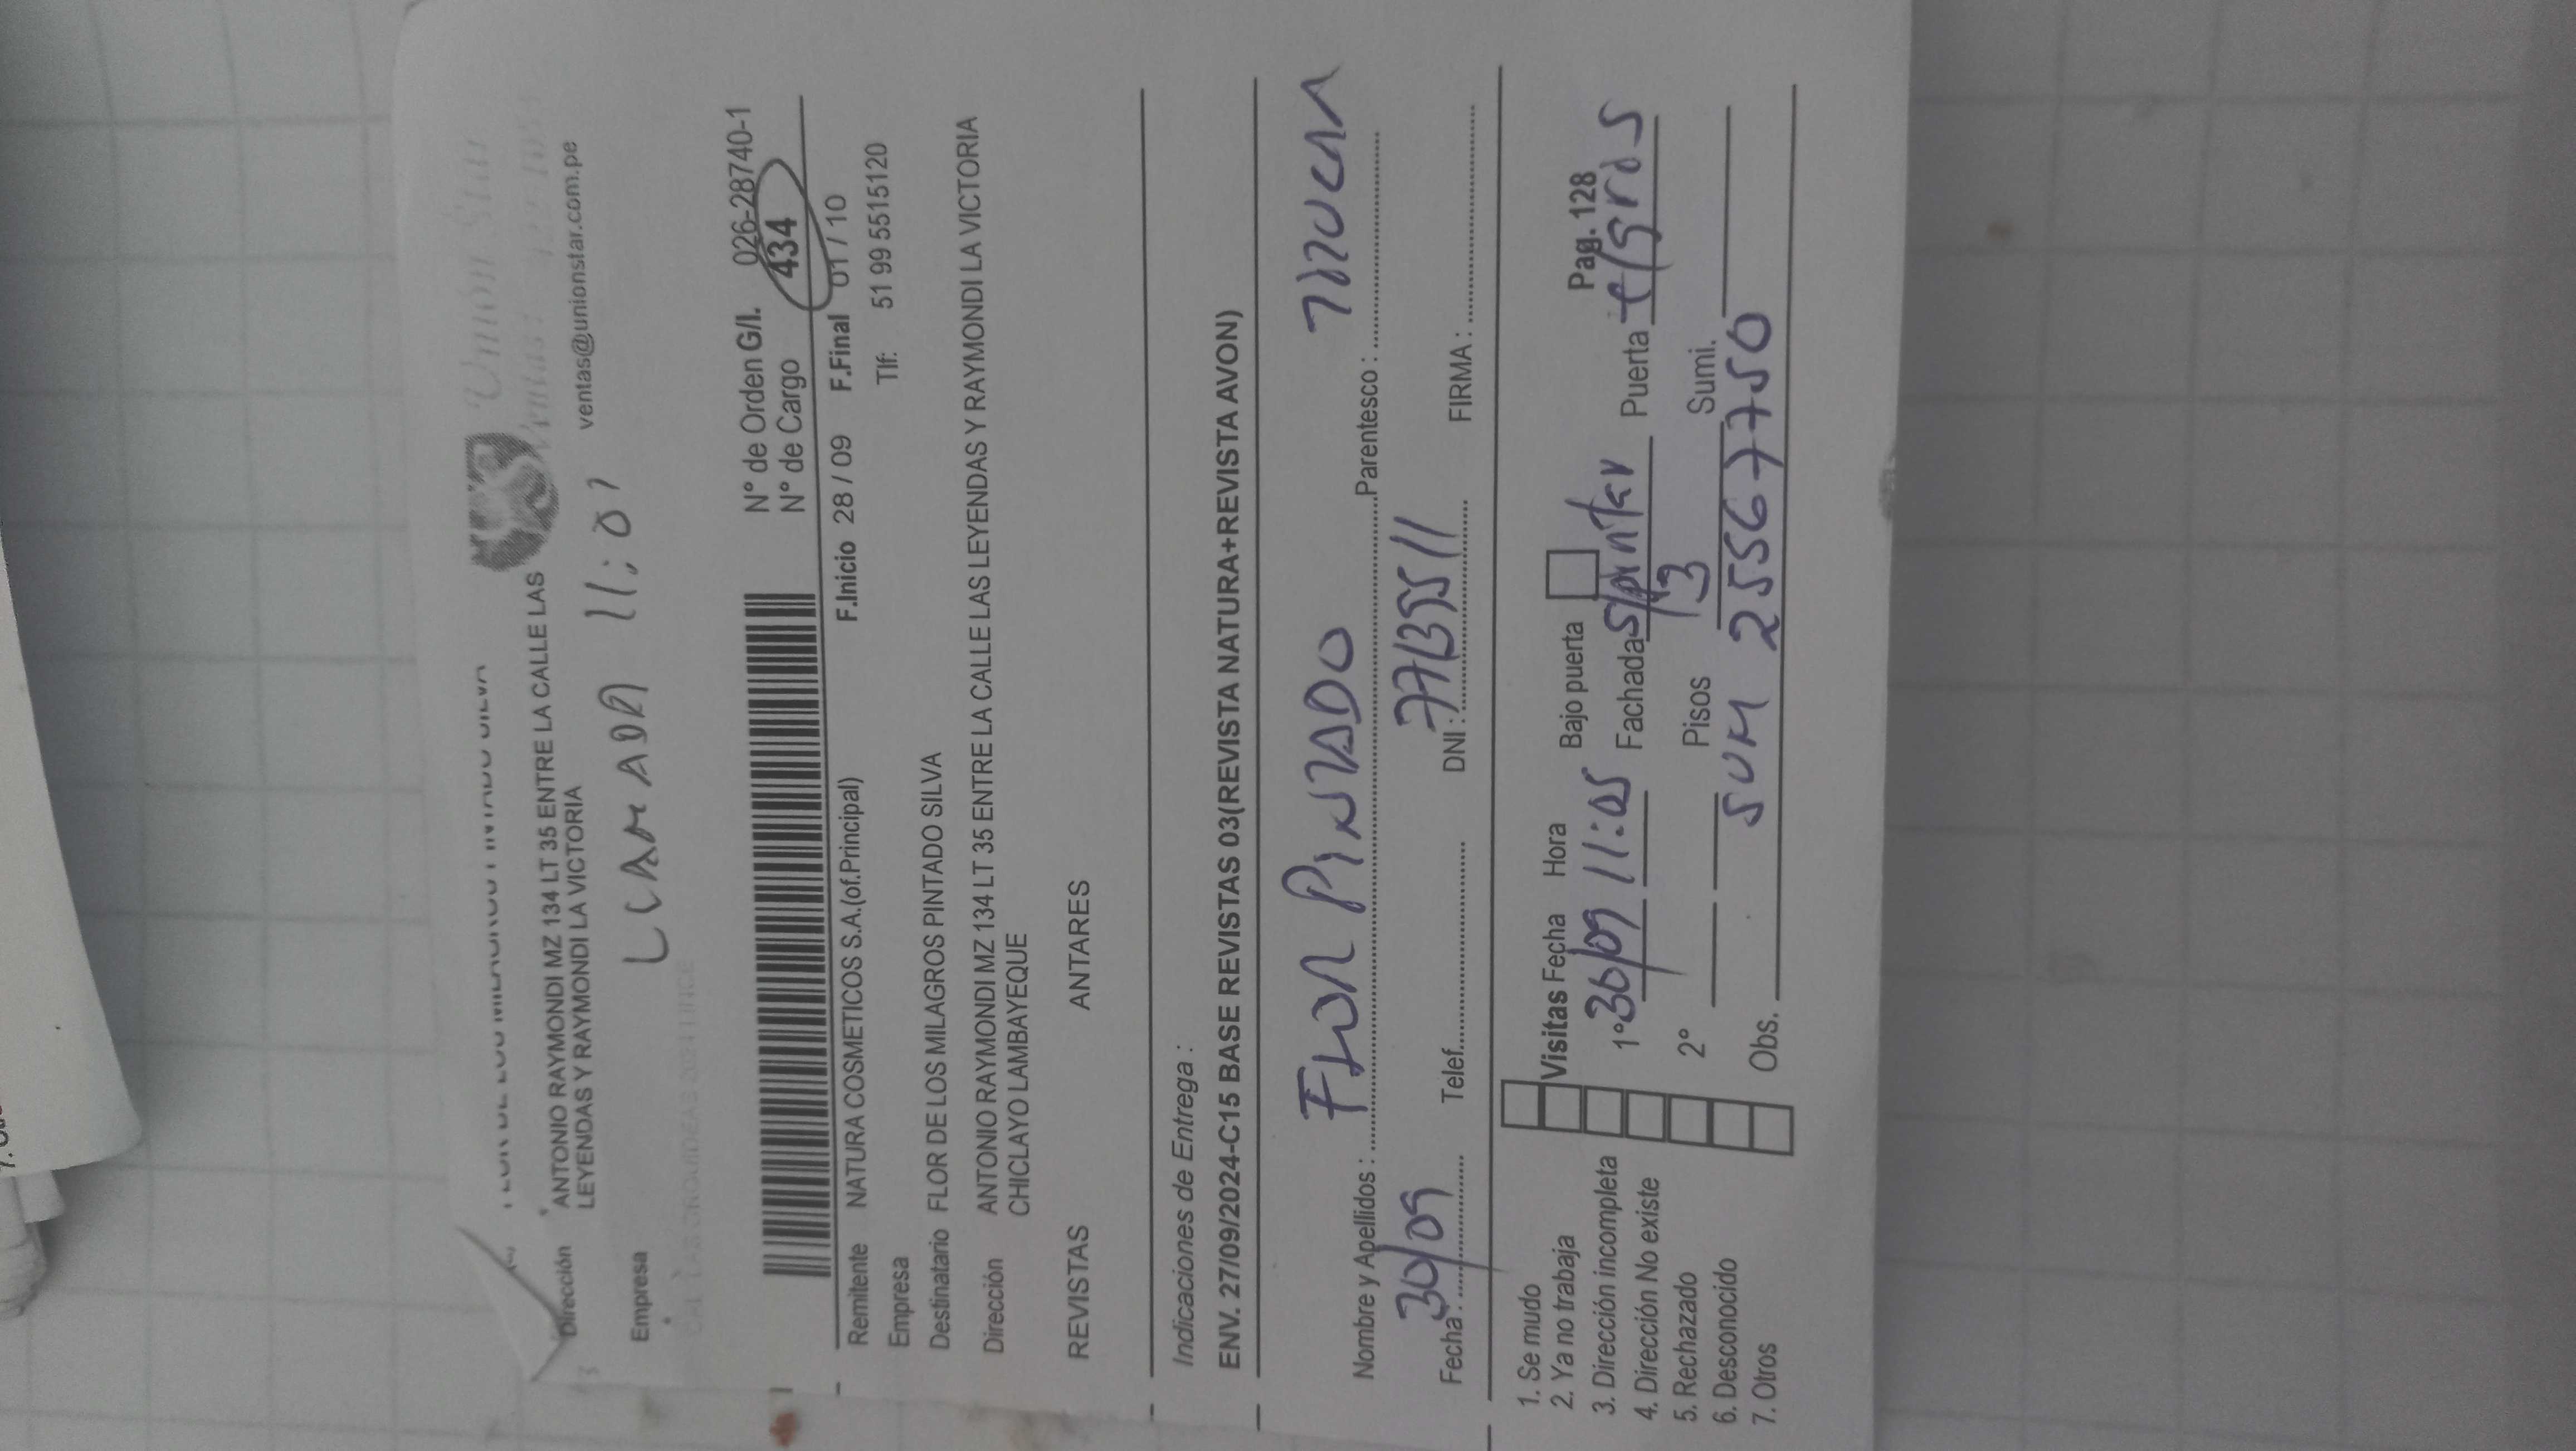 Union Star
FLOR DE LOS MILAGROS PINTADO SILVA
Dirección ANTONIO RAYMONDI MZ 134 LT 35 ENTRE LA CALLE LAS
LEYENDAS Y RAYMONDI LA VICTORIA
ventas@unionstar.com.pe
Empresa
11:01
N° de Orden G/I. 026-28740-1
N° de Cargo 434
F.Inicio 28 / 09 F.Final 01 / 10
Remitente NATURA COSMETICOS S.A.(of.Principal)
Tlf: 51 99 5515120
Empresa
Destinatario FLOR DE LOS MILAGROS PINTADO SILVA
Dirección ANTONIO RAYMONDI MZ 134 LT 35 ENTRE LA CALLE LAS LEYENDAS Y RAYMONDI LA VICTORIA
CHICLAYO LAMBAYEQUE
REVISTAS ANTARES
Indicaciones de Entrega :
ENV. 27/09/2024-C15 BASE REVISTAS 03(REVISTA NATURA+REVISTA AVON)
Nombre y Apellidos : FLOR PINTADO Parentesco :
Fecha : 30/09 Telef. DNI : 77135511 FIRMA :
1. Se mudo
2. Ya no trabaja
3. Dirección incompleta
4. Dirección No existe
5. Rechazado
6. Desconocido
7. Otros
Visitas Fecha Hora Bajo puerta Pag. 128
1° 30/09 11:05 Fachada Puerta
2° Pisos 3 Sumi.
Obs. SUM 25567750